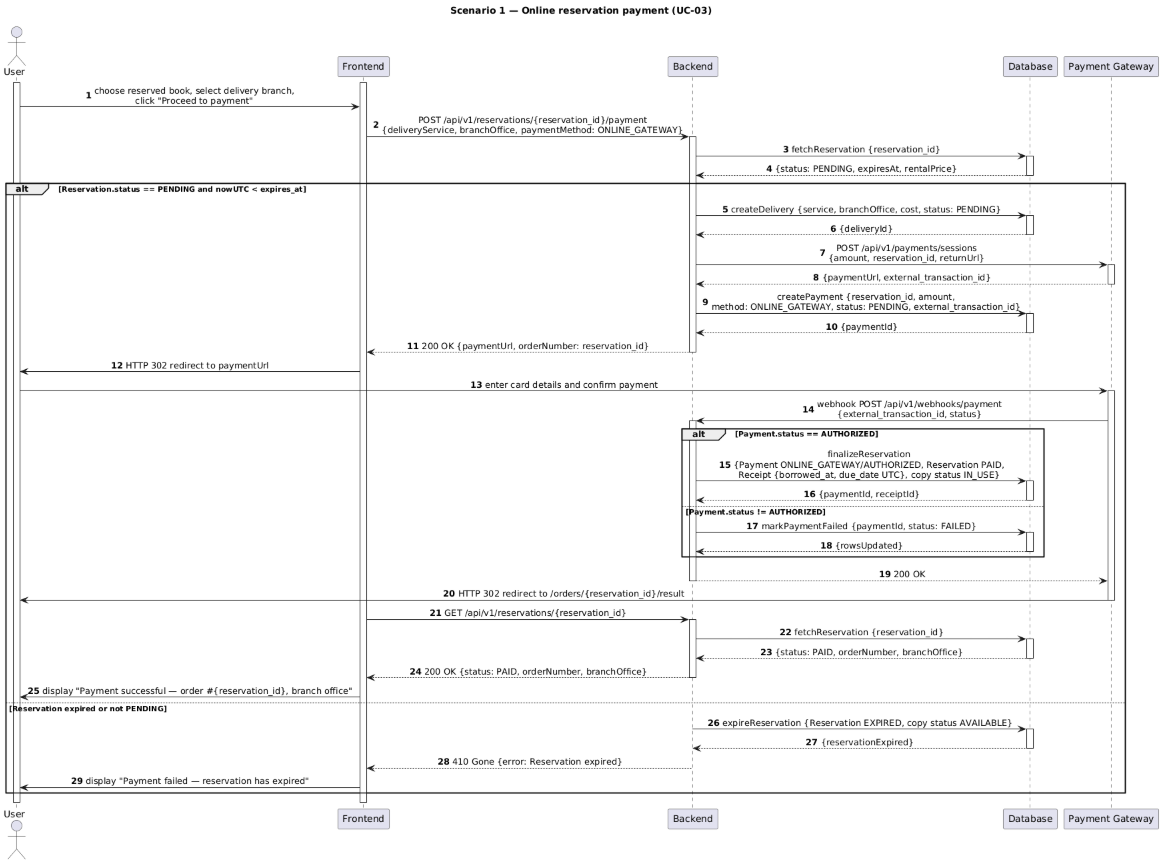 Scenario 1 — Online reservation payment (UC-03)
User
Frontend
Backend
Database
Payment Gateway
1 choose reserved book, select delivery branch,
click "Proceed to payment"
POST /api/v1/reservations/{reservation_id}/payment
2 {deliveryService, branchOffice, paymentMethod: ONLINE_GATEWAY}
3 fetchReservation {reservation_id}
4 {status: PENDING, expiresAt, rentalPrice}
alt [Reservation.status == PENDING and nowUTC < expires_at]
5 createDelivery {service, branchOffice, cost, status: PENDING}
6 {deliveryId}
7 POST /api/v1/payments/sessions
{amount, reservation_id, returnUrl}
8 {paymentUrl, external_transaction_id}
9 createPayment {reservation_id, amount,
method: ONLINE_GATEWAY, status: PENDING, external_transaction_id}
10 {paymentId}
11 200 OK {paymentUrl, orderNumber: reservation_id}
12 HTTP 302 redirect to paymentUrl
13 enter card details and confirm payment
14 webhook POST /api/v1/webhooks/payment
{external_transaction_id, status}
alt [Payment.status == AUTHORIZED]
finalizeReservation
15 {Payment ONLINE_GATEWAY/AUTHORIZED, Reservation PAID,
Receipt {borrowed_at, due_date UTC}, copy status IN_USE}
16 {paymentId, receiptId}
[Payment.status != AUTHORIZED]
17 markPaymentFailed {paymentId, status: FAILED}
18 {rowsUpdated}
19 200 OK
20 HTTP 302 redirect to /orders/{reservation_id}/result
21 GET /api/v1/reservations/{reservation_id}
22 fetchReservation {reservation_id}
23 {status: PAID, orderNumber, branchOffice}
24 200 OK {status: PAID, orderNumber, branchOffice}
25 display "Payment successful — order #{reservation_id}, branch office"
[Reservation expired or not PENDING]
26 expireReservation {Reservation EXPIRED, copy status AVAILABLE}
27 {reservationExpired}
28 410 Gone {error: Reservation expired}
29 display "Payment failed — reservation has expired"
User
Frontend
Backend
Database
Payment Gateway